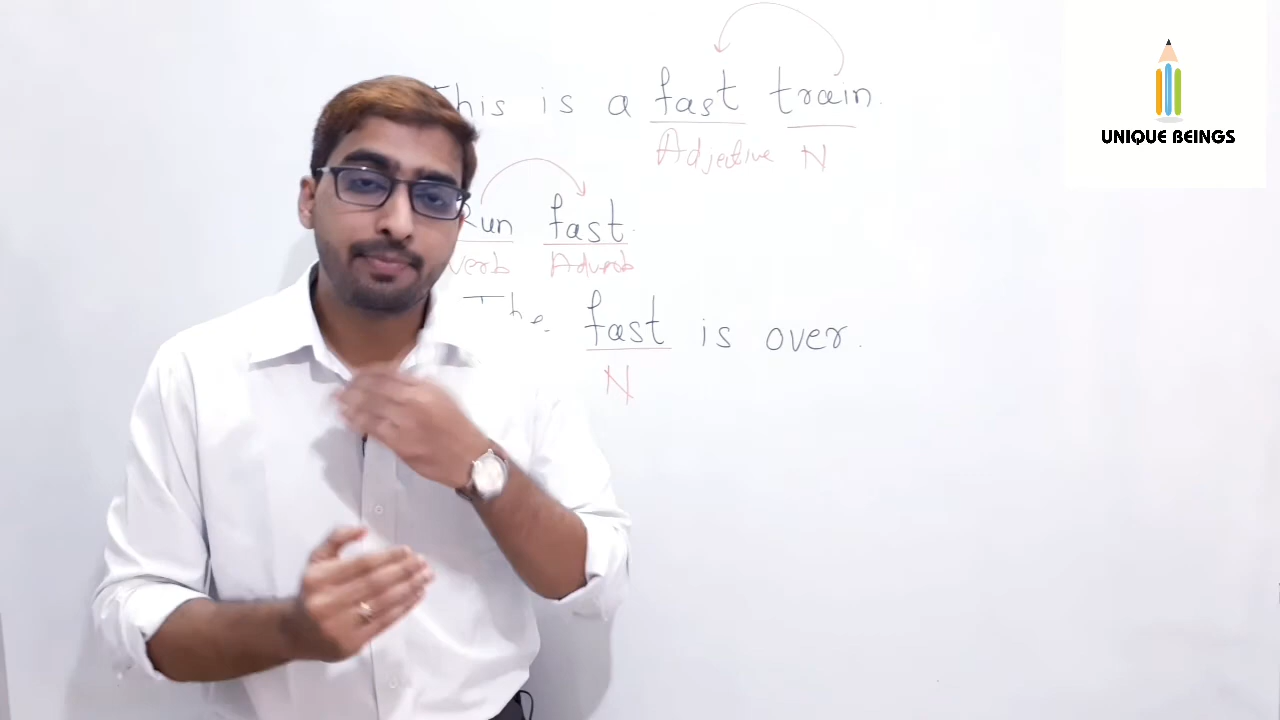 This is a fast train.
Adjective N
UNIQUE BEINGS
Run fast.
verb Adverb
The fast is over.
N